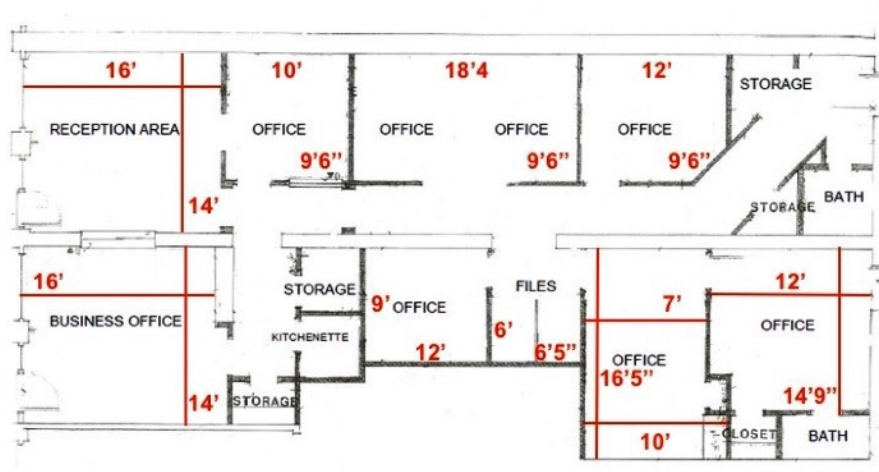 16' 10' 18'4 12'
STORAGE
RECEPTION AREA OFFICE OFFICE OFFICE OFFICE
9'6” 9'6” 9'6”
14' STORAGE BATH
16' 12'
STORAGE FILES
9' OFFICE 7'
BUSINESS OFFICE OFFICE
KITCHENETTE 6'
12' 6'5” OFFICE
16'5”
14' STORAGE 14'9”
10' CLOSET BATH